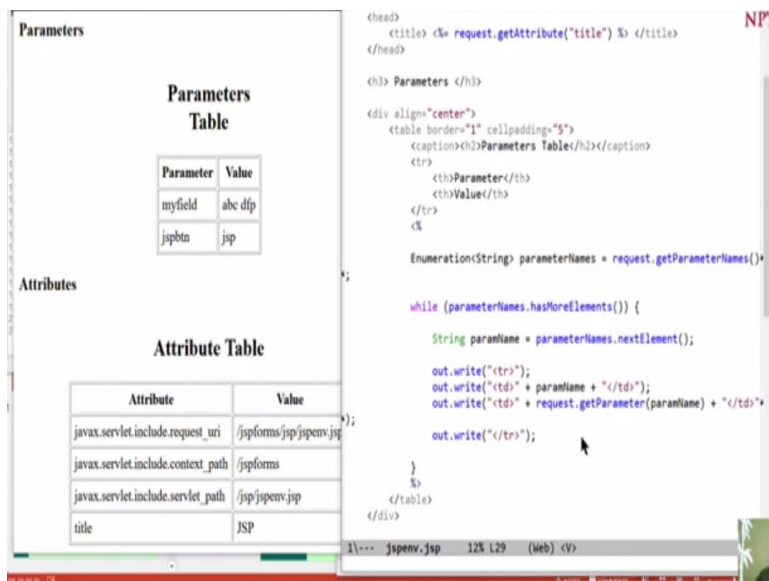 Parameters
Parameters
Table
Parameter Value
myfield abc dfp
jspbtn jsp
Attributes
Attribute Table
Attribute Value
javax.servlet.include.request_uri /jspforms/jsp/jspenv.jsp
javax.servlet.include.context_path /jspforms
javax.servlet.include.servlet_path /jsp/jspenv.jsp
title JSP
<head>
<title> <%= request.getAttribute("title") %> </title>
</head>
<h3> Parameters </h3>
<div align="center">
<table border="1" cellpadding="5">
<caption><h2>Parameters Table</h2></caption>
<tr>
<th>Parameter</th>
<th>Value</th>
</tr>
<%
Enumeration<String> parameterNames = request.getParameterNames()
;
while (parameterNames.hasMoreElements()) {
String paramName = parameterNames.nextElement();
out.write("<tr>");
out.write("<td>" + paramName + "</td>");
out.write("<td>" + request.getParameter(paramName) + "</td>"
);
out.write("</tr>");
}
%>
</table>
</div>
1\--- jspenv.jsp 12% L29 (Web) <V>
NPT